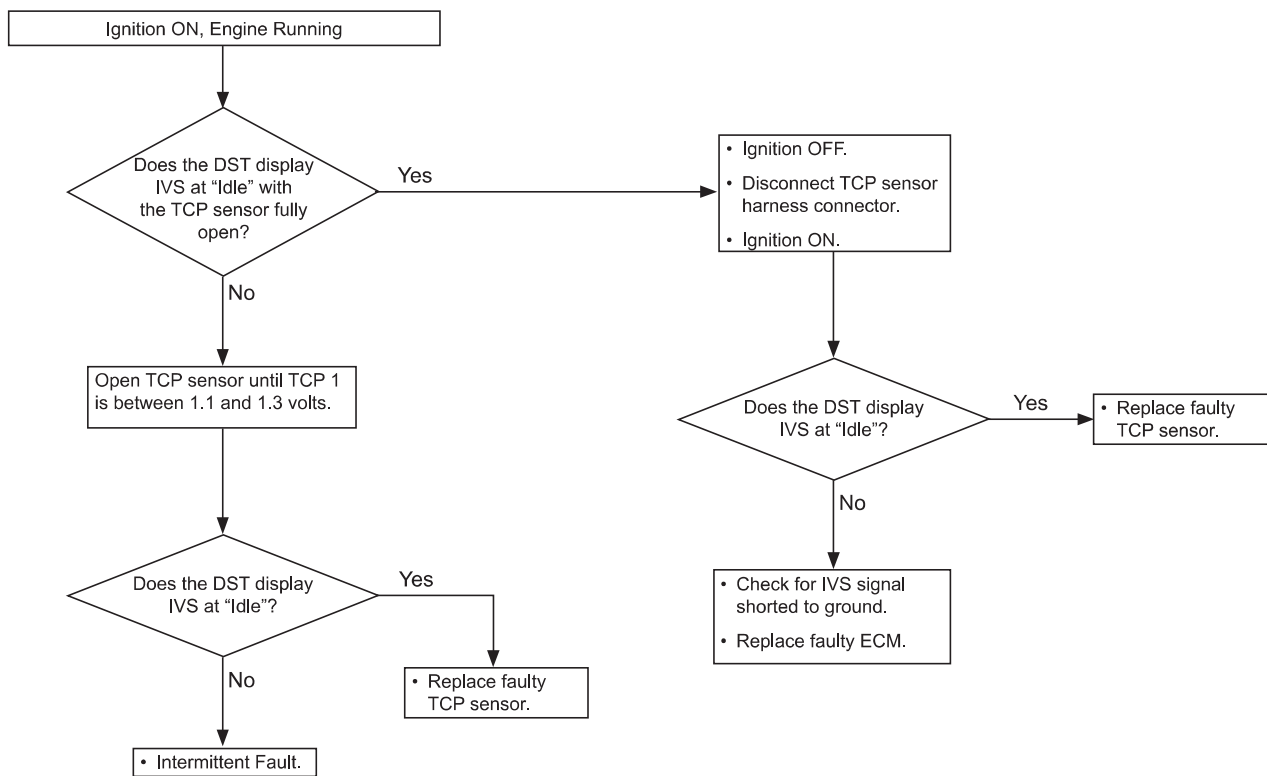 Ignition ON, Engine Running
Does the DST display
IVS at “Idle” with
the TCP sensor fully
open?
Yes
• Ignition OFF.
• Disconnect TCP sensor
harness connector.
• Ignition ON.
No
Open TCP sensor until TCP 1
is between 1.1 and 1.3 volts.
Does the DST display
IVS at “Idle”?
Yes
• Replace faulty
TCP sensor.
No
• Check for IVS signal
shorted to ground.
• Replace faulty ECM.
Does the DST display
IVS at “Idle”?
Yes
• Replace faulty
TCP sensor.
No
• Intermittent Fault.